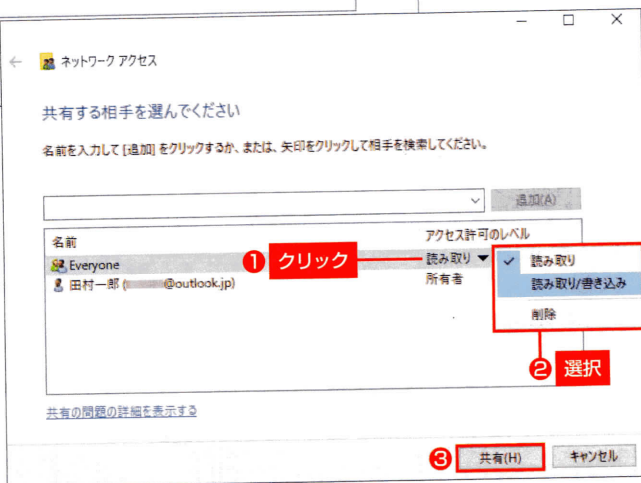 ネットワーク アクセス
共有する相手を選んでください
名前を入力して [追加] をクリックするか、または、矢印をクリックして相手を検索してください。
追加(A)
名前 アクセス許可のレベル
Everyone ❶ クリック 読み取り ▼ ✓ 読み取り
田村一郎 ( @outlook.jp) 所有者 読み取り/書き込み
削除
❷ 選択
共有の問題の詳細を表示する
❸ 共有(H) キャンセル